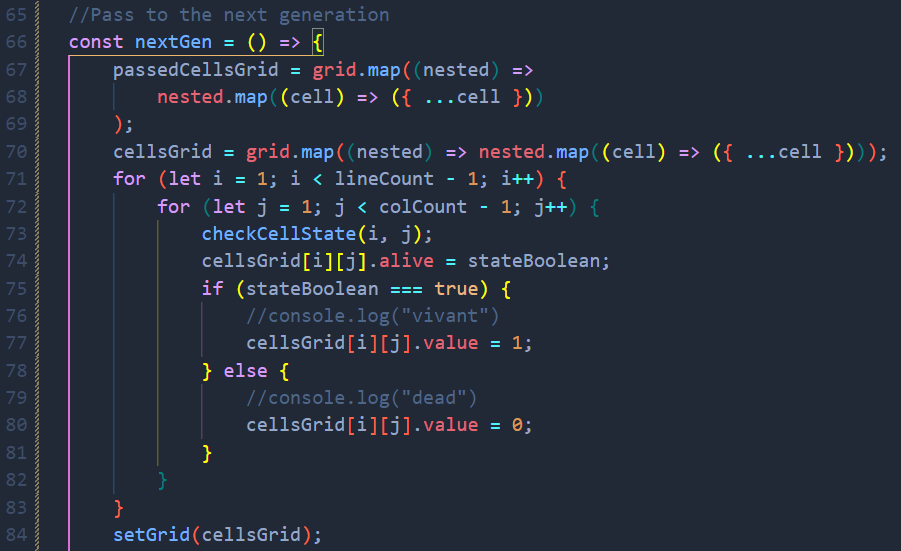 65 //Pass to the next generation
66 const nextGen = () => {
67 passedCellsGrid = grid.map((nested) =>
68 nested.map((cell) => ({ ...cell }))
69 );
70 cellsGrid = grid.map((nested) => nested.map((cell) => ({ ...cell })));
71 for (let i = 1; i < lineCount - 1; i++) {
72 for (let j = 1; j < colCount - 1; j++) {
73 checkCellState(i, j);
74 cellsGrid[i][j].alive = stateBoolean;
75 if (stateBoolean === true) {
76 //console.log("vivant")
77 cellsGrid[i][j].value = 1;
78 } else {
79 //console.log("dead")
80 cellsGrid[i][j].value = 0;
81 }
82 }
83 }
84 setGrid(cellsGrid);